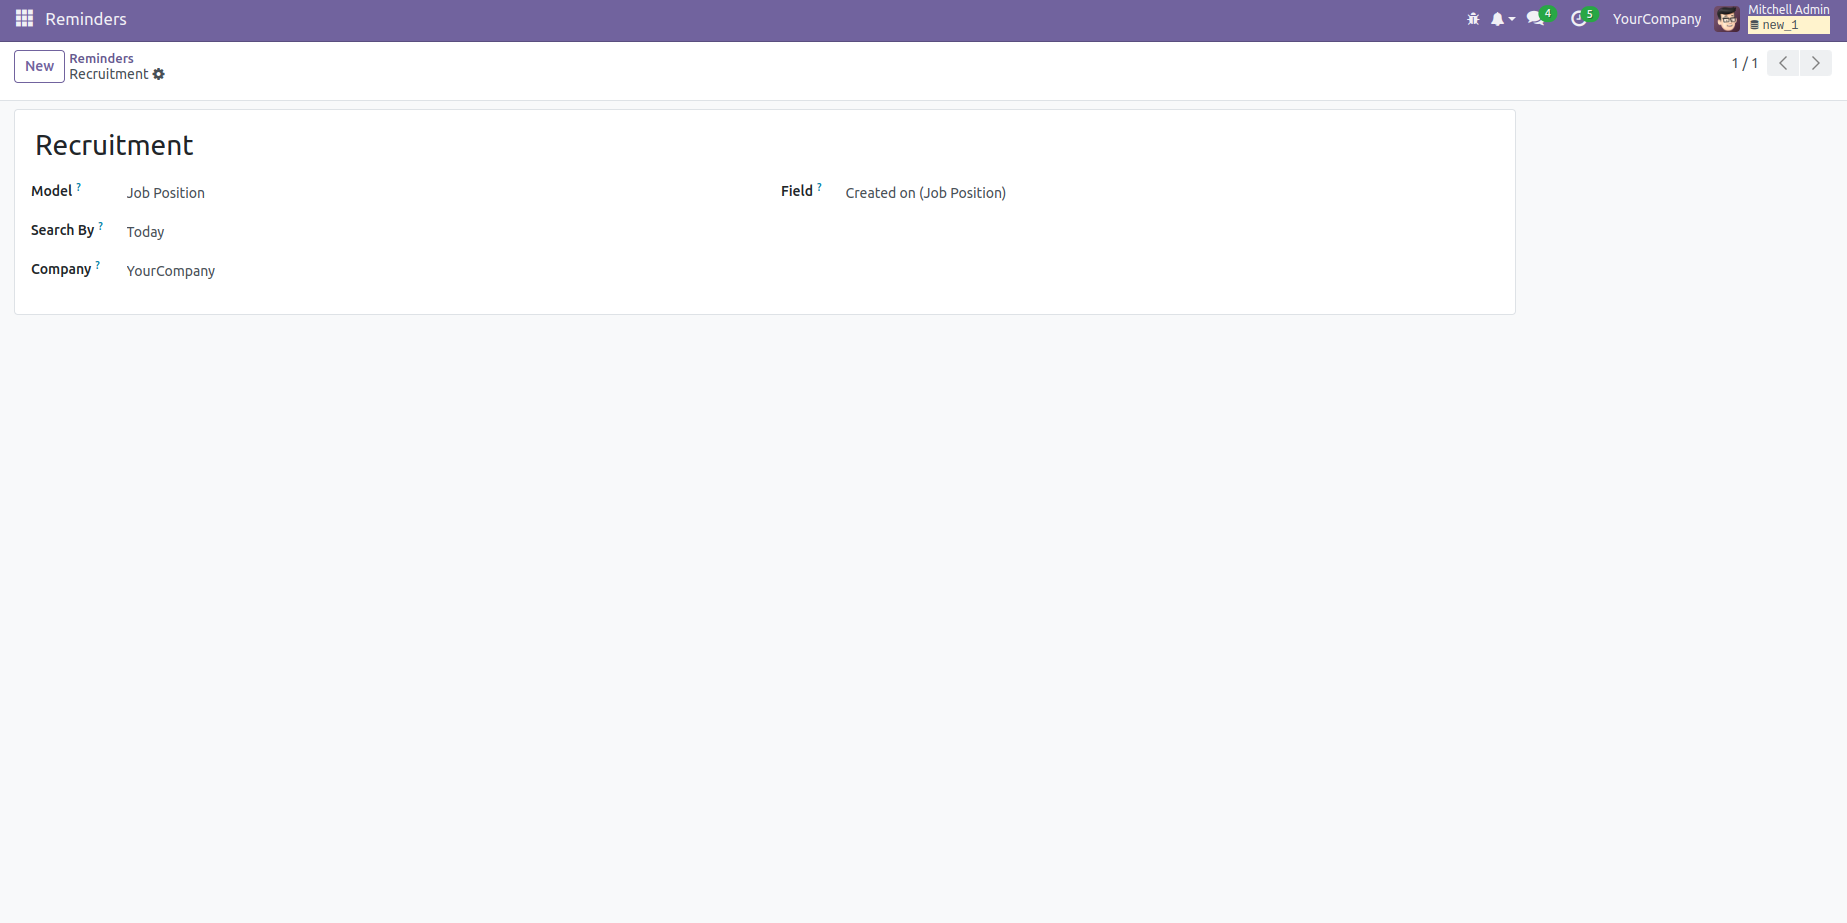 Reminders
4
5
YourCompany
Mitchell Admin
new_1
New
Reminders
Recruitment
1 / 1
Recruitment
Model ?
Job Position
Field ?
Created on (Job Position)
Search By ?
Today
Company ?
YourCompany